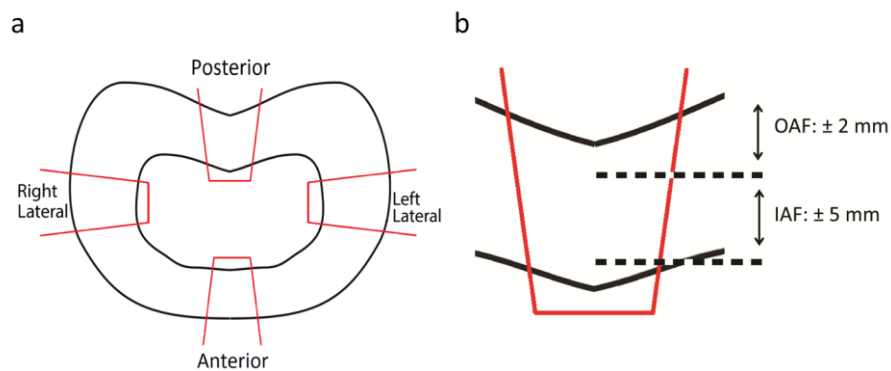 a
b
Posterior
Right
Lateral
Left
Lateral
Anterior
OAF: ± 2 mm
IAF: ± 5 mm